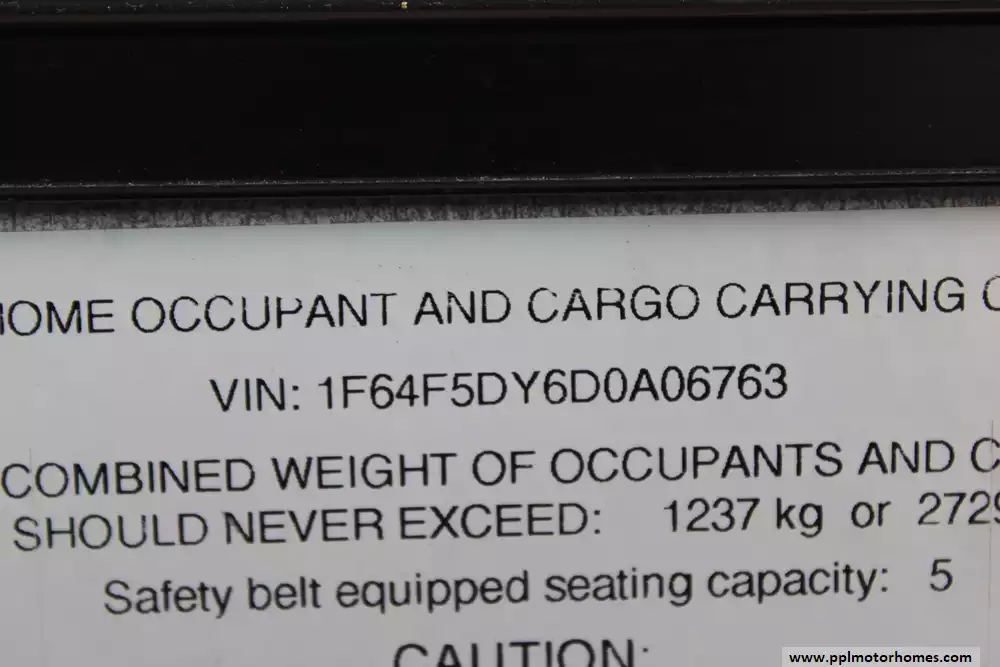 HOME OCCUPANT AND CARGO CARRYING C
VIN: 1F64F5DY6D0A06763
COMBINED WEIGHT OF OCCUPANTS AND C
SHOULD NEVER EXCEED: 1237 kg or 2729
Safety belt equipped seating capacity: 5
CAUTION:
www.pplmotorhomes.com